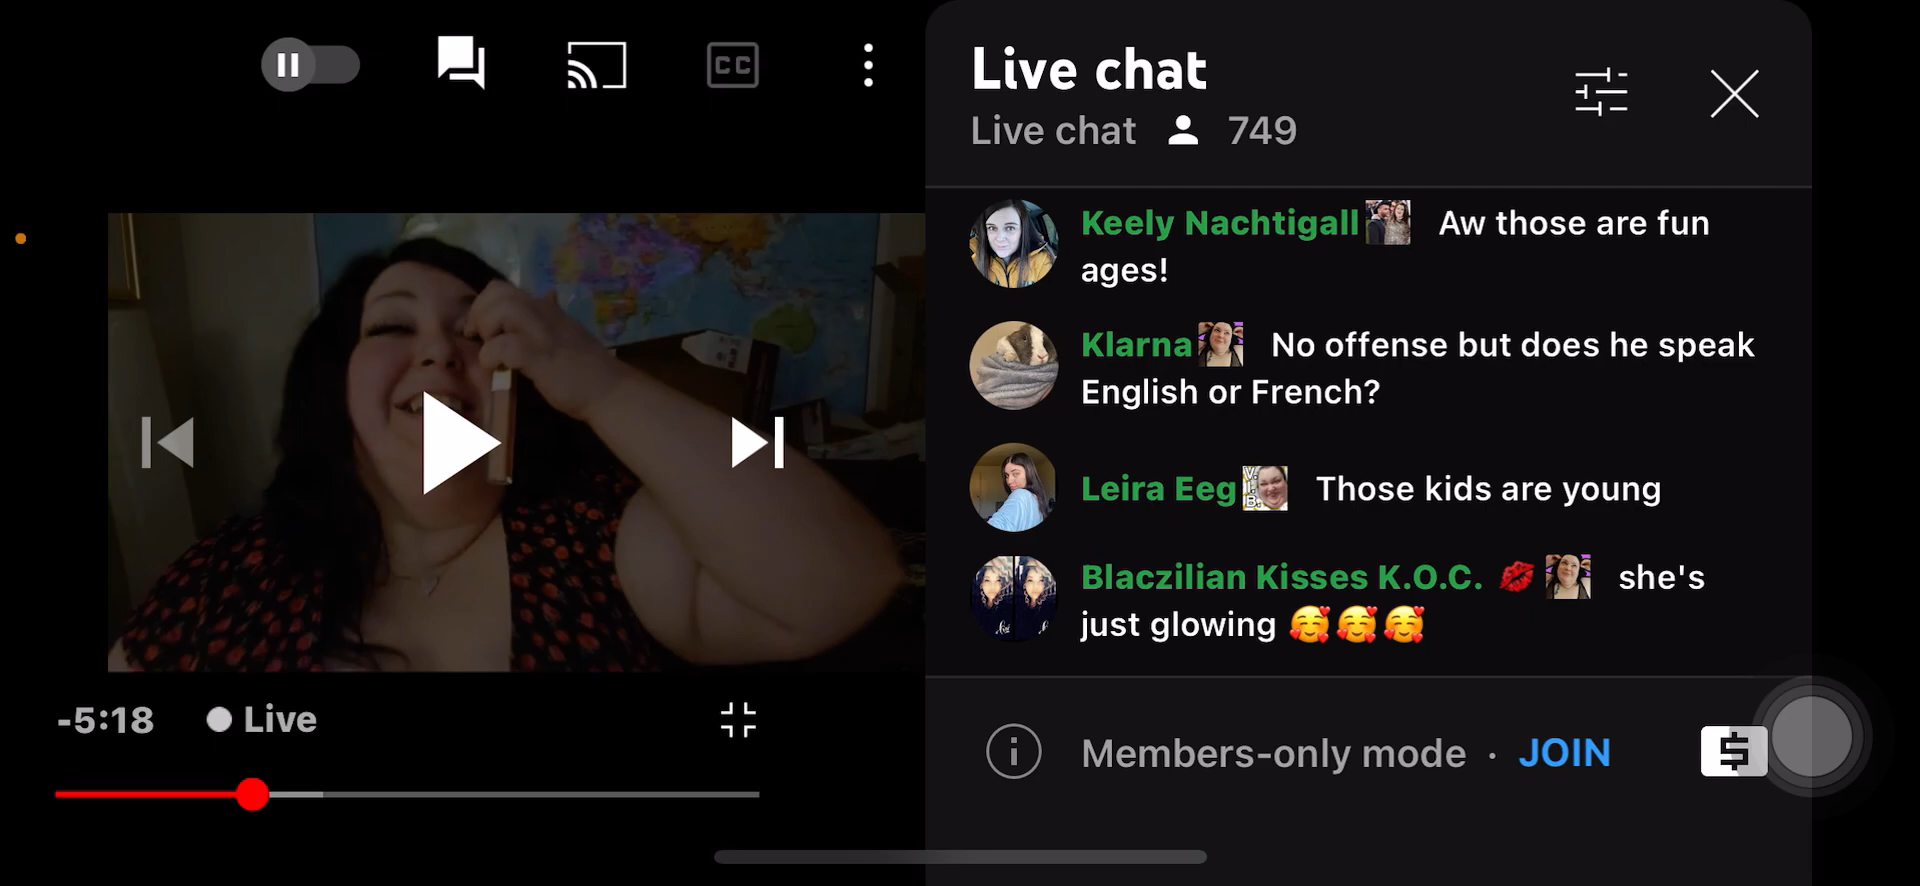 CC
Live chat
Live chat 749
Keely Nachtigall Aw those are fun
ages!
Klarna No offense but does he speak
English or French?
Leira Eeg Those kids are young
Blaczilian Kisses K.O.C. 💋 she's
just glowing 🥰🥰🥰
-5:18 Live
Members-only mode · JOIN